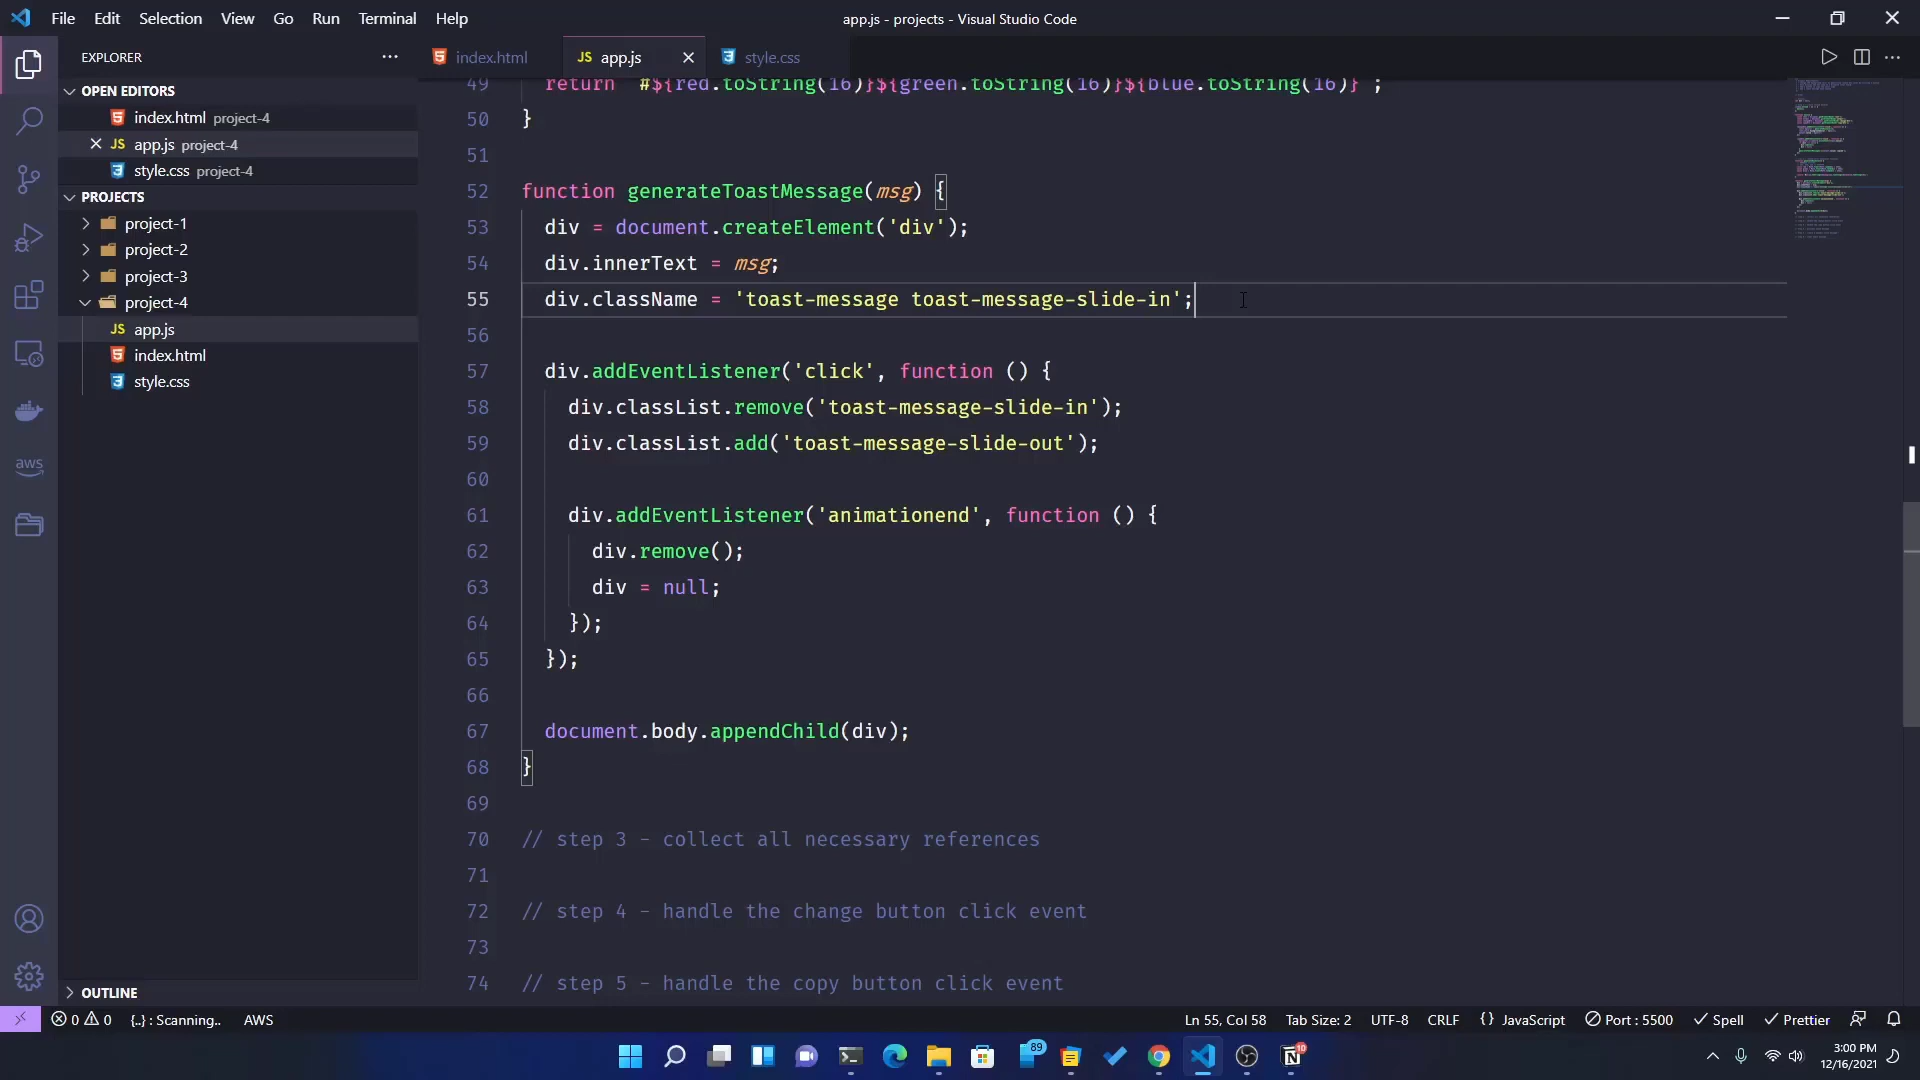 File Edit Selection View Go Run Terminal Help
app.js - projects - Visual Studio Code
EXPLORER
index.html
JS app.js
style.css
OPEN EDITORS
index.html project-4
JS app.js project-4
style.css project-4
PROJECTS
project-1
project-2
project-3
project-4
JS app.js
index.html
style.css
aws
OUTLINE
49 return `#${red.toString(16)}${green.toString(16)}${blue.toString(16)}`;
50 }
51
52 function generateToastMessage(msg) {
53 div = document.createElement('div');
54 div.innerText = msg;
55 div.className = 'toast-message toast-message-slide-in';
56
57 div.addEventListener('click', function () {
58 div.classList.remove('toast-message-slide-in');
59 div.classList.add('toast-message-slide-out');
60
61 div.addEventListener('animationend', function () {
62 div.remove();
63 div = null;
64 });
65 });
66
67 document.body.appendChild(div);
68 }
69
70 // step 3 - collect all necessary references
71
72 // step 4 - handle the change button click event
73
74 // step 5 - handle the copy button click event
0 0 {..} : Scanning.. AWS
Ln 55, Col 58 Tab Size: 2 UTF-8 CRLF {} JavaScript Port : 5500 Spell Prettier
89
10
3:00 PM
12/16/2021